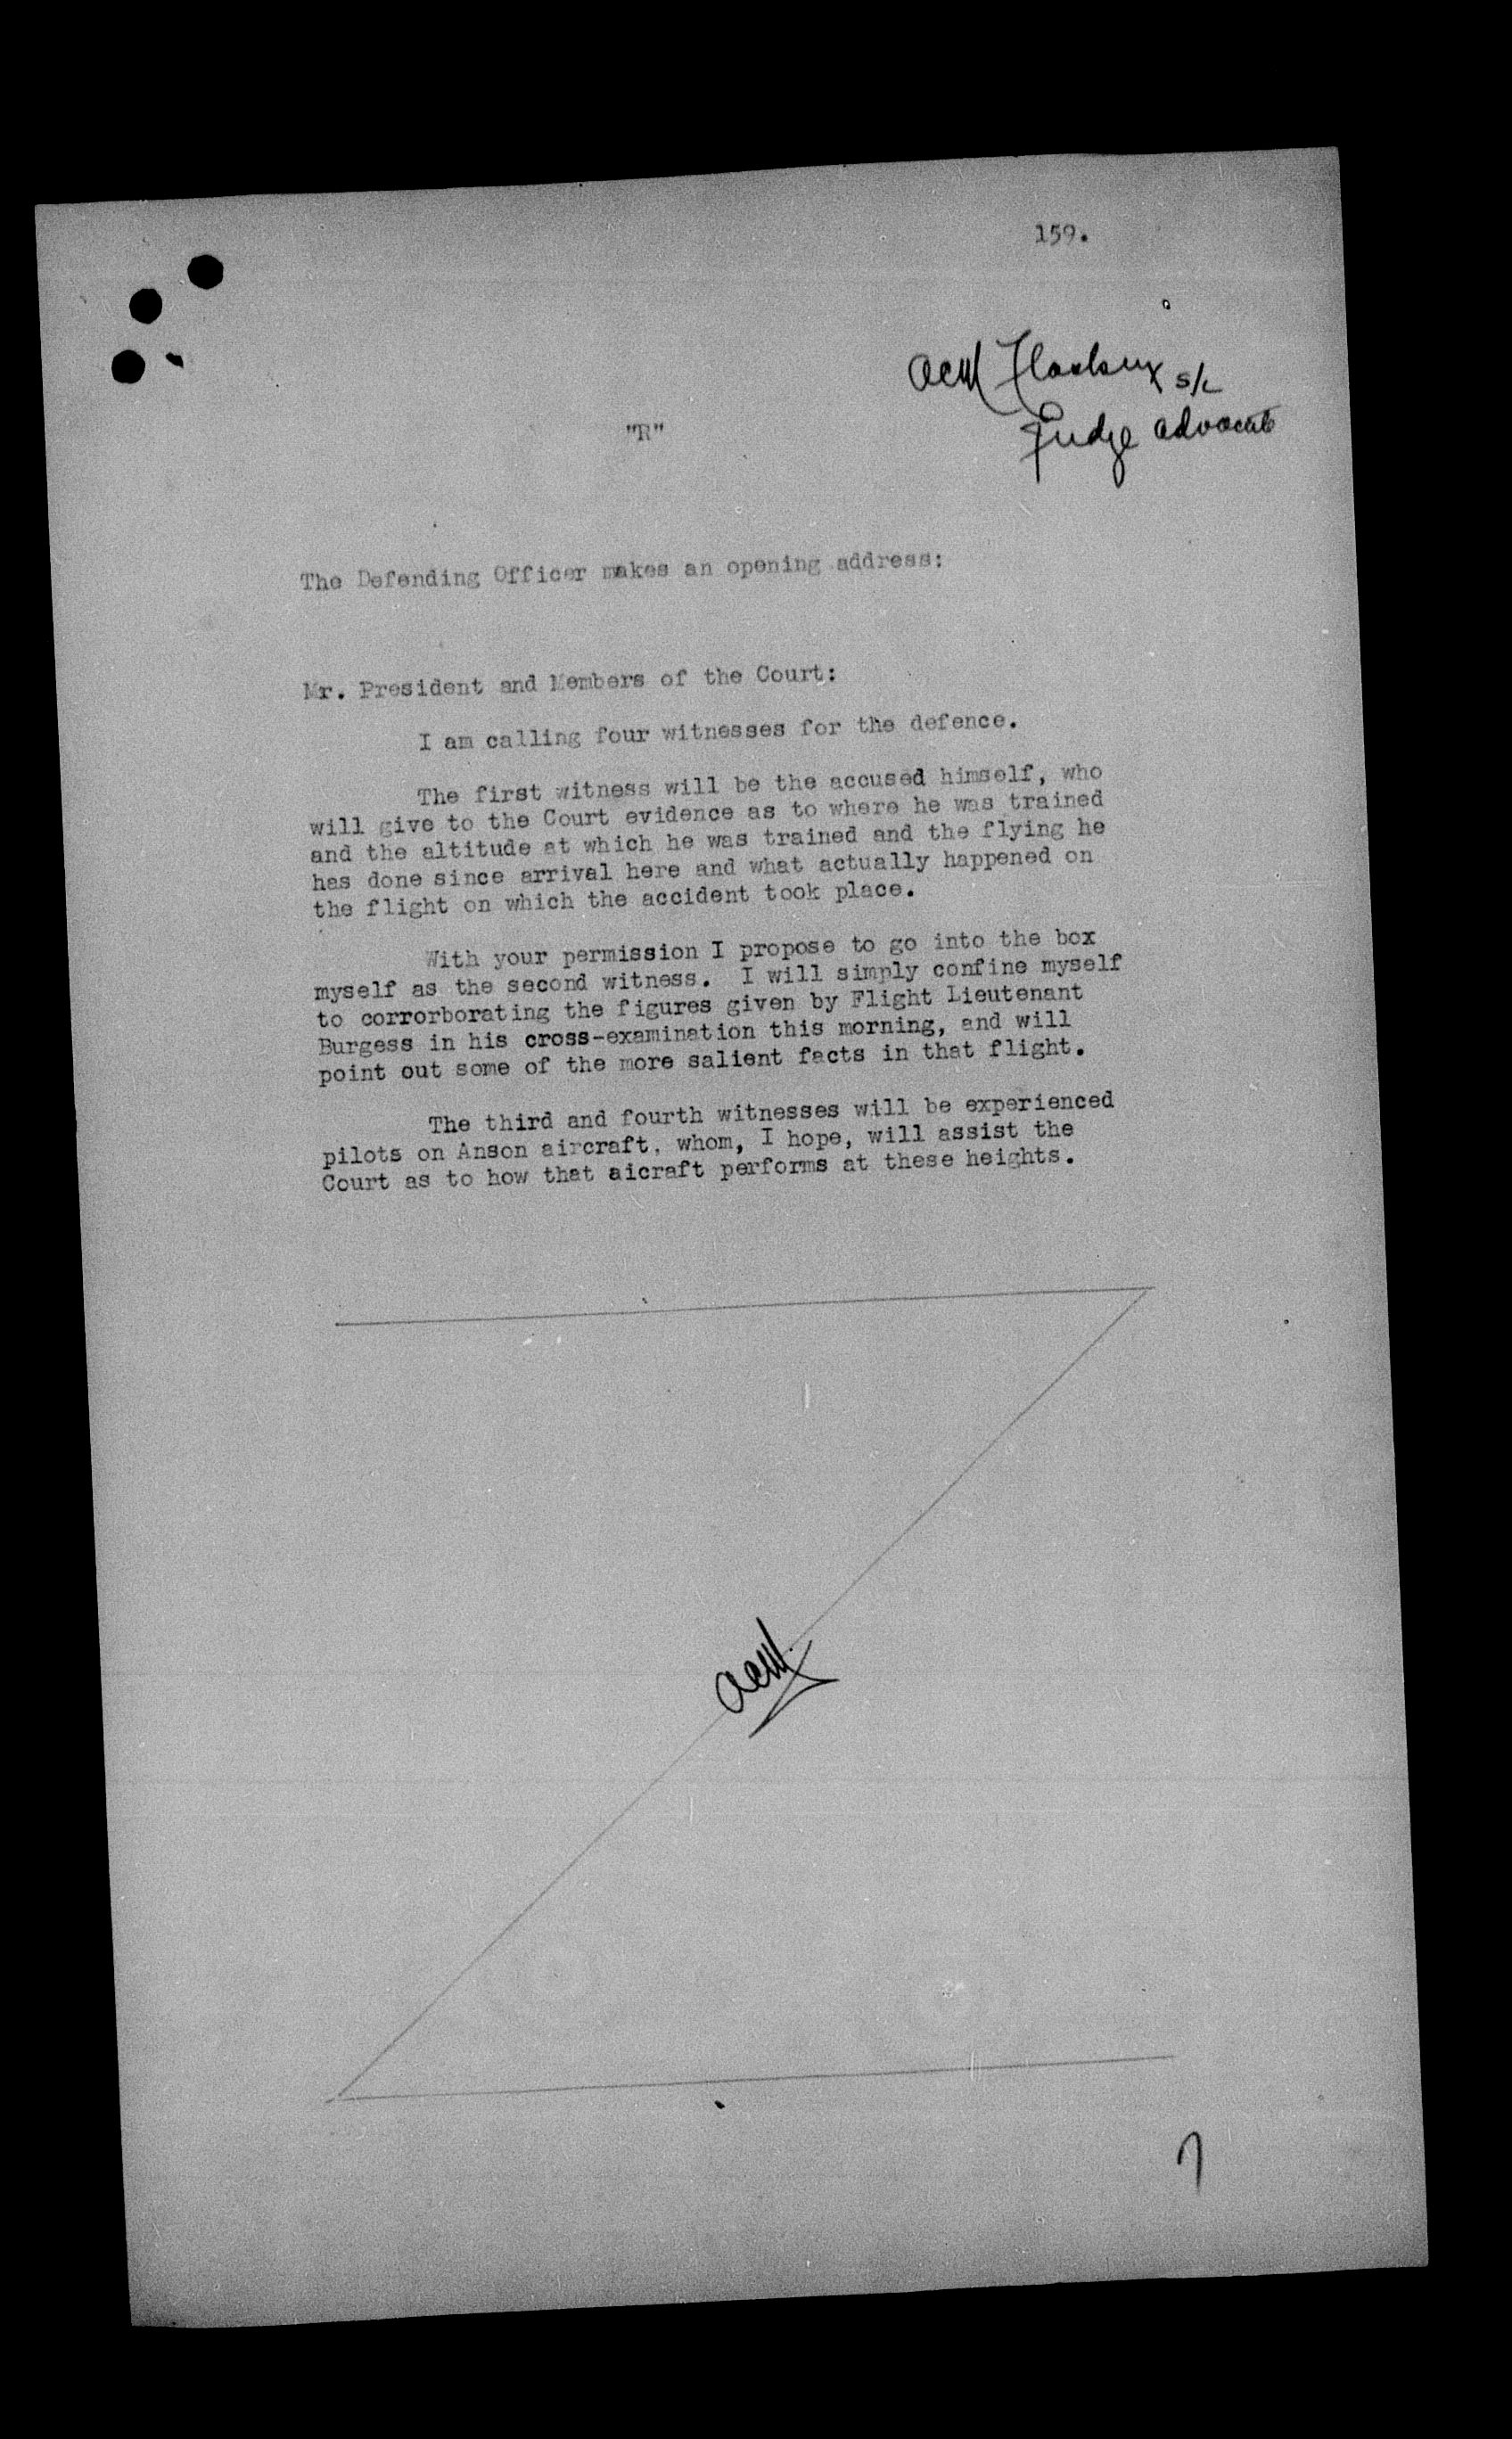 159.
S/L
Judge Advocate
"R"
The Defending Officer makes an opening address:
Mr. President and Members of the Court:
I am calling four witnesses for the defence.
The first witness will be the accused himself, who
will give to the Court evidence as to where he was trained
and the altitude at which he was trained and the flying he
has done since arrival here and what actually happened on
the flight on which the accident took place.
With your permission I propose to go into the box
myself as the second witness. I will simply confine myself
to corrorborating the figures given by Flight Lieutenant
Burgess in his cross-examination this morning, and will
point out some of the more salient facts in that flight.
The third and fourth witnesses will be experienced
pilots on Anson aircraft, whom, I hope, will assist the
Court as to how that aicraft performs at these heights.